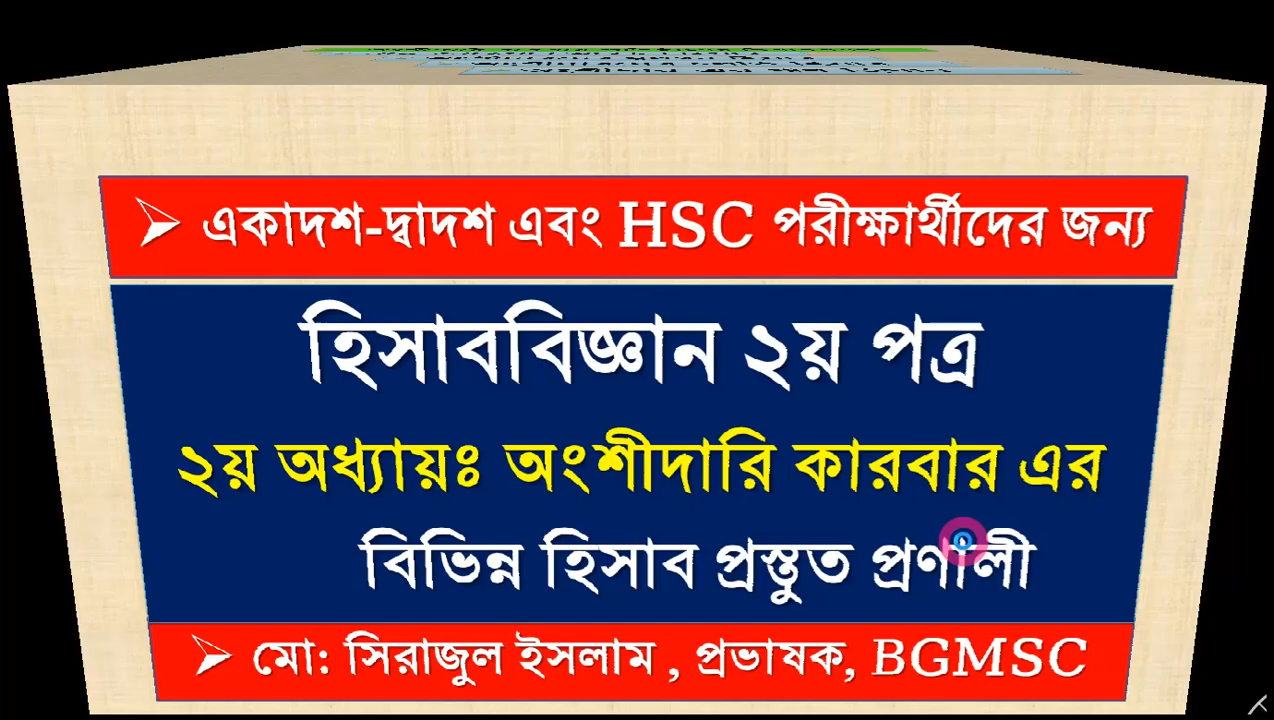 একাদশ-দ্বাদশ এবং HSC পরীক্ষার্থীদের জন্য
হিসাববিজ্ঞান ২য় পত্র
২য় অধ্যায়ঃ অংশীদারি কারবার এর
বিভিন্ন হিসাব প্রস্তুত প্রণালী
মো: সিরাজুল ইসলাম , প্রভাষক, BGMSC